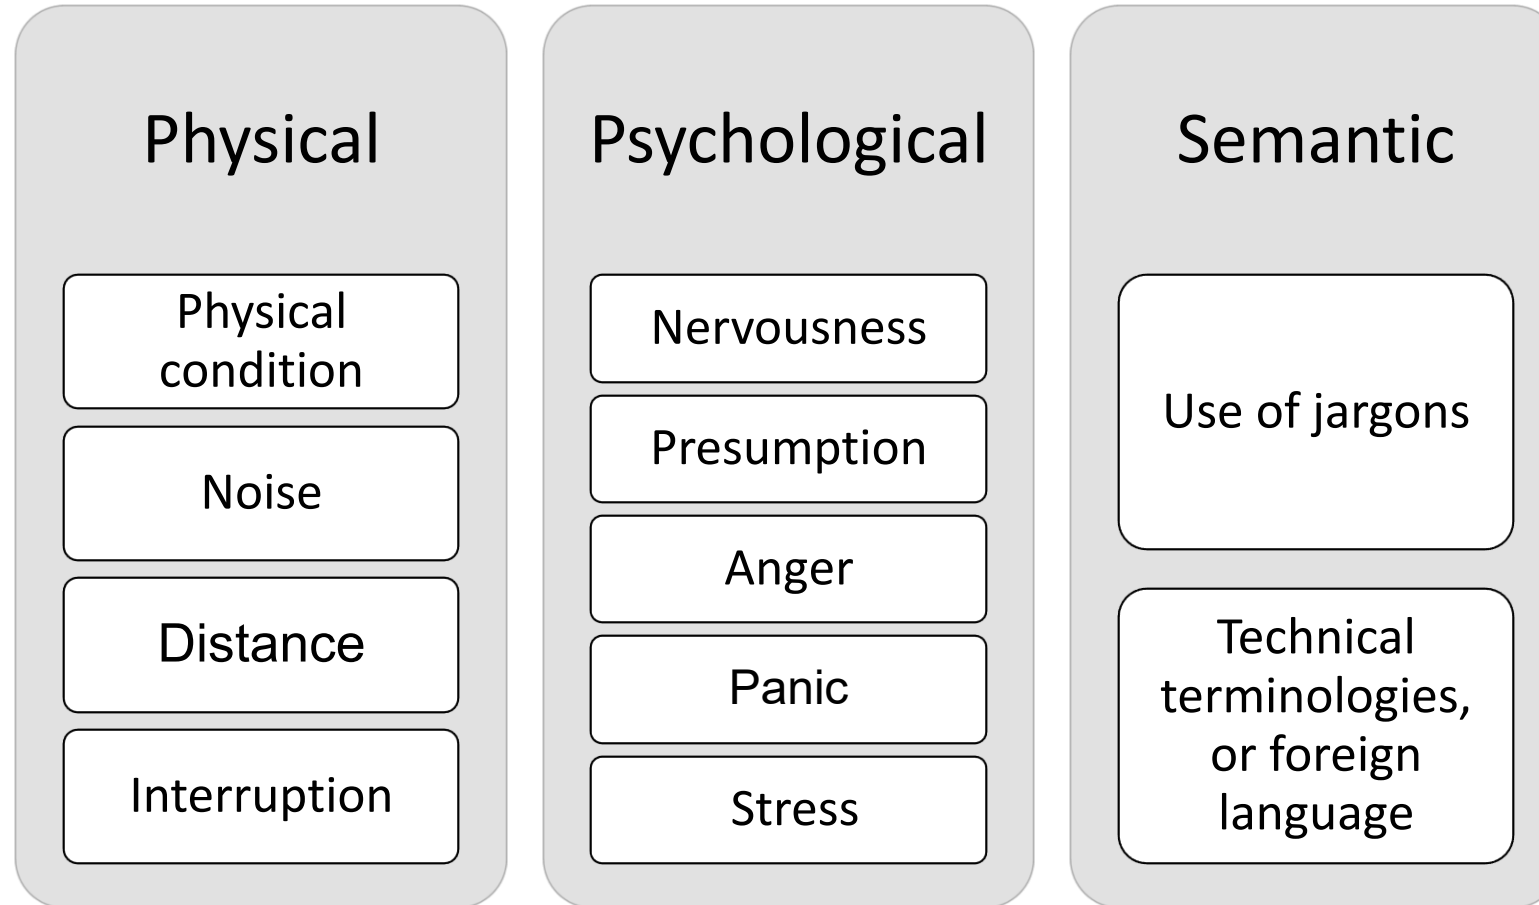 Physical
Physical
condition
Noise
Distance
Interruption
Psychological
Nervousness
Presumption
Anger
Panic
Stress
Semantic
Use of jargons
Technical
terminologies,
or foreign
language